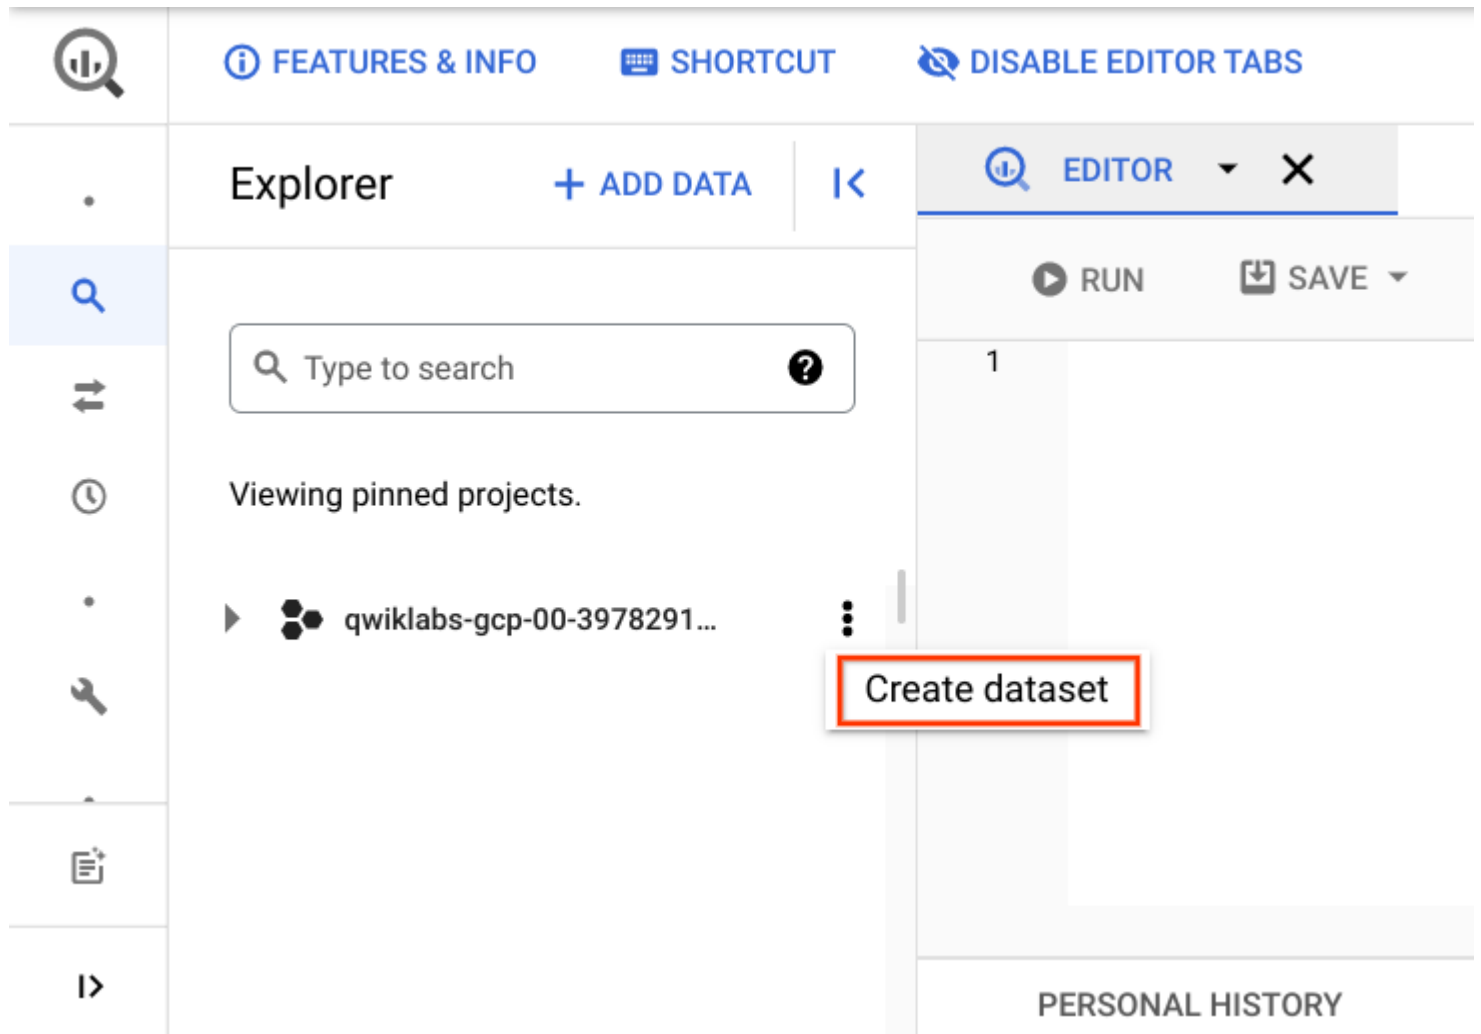 FEATURES & INFO
SHORTCUT
DISABLE EDITOR TABS
Explorer
+ ADD DATA
EDITOR
RUN
SAVE
Type to search
1
Viewing pinned projects.
qwiklabs-gcp-00-3978291...
Create dataset
PERSONAL HISTORY